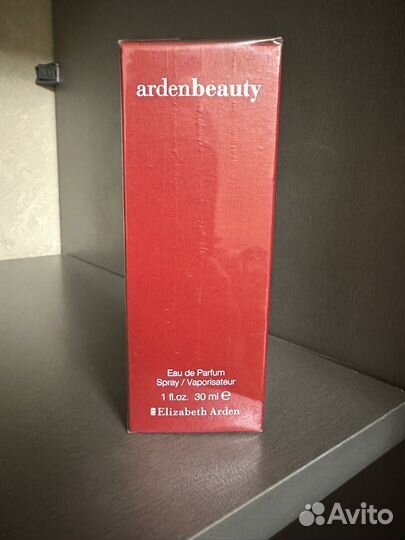 ardenbeauty
Eau de Parfum
Spray / Vaporisateur
1 fl.oz. 30 ml ℮
Elizabeth Arden
Avito